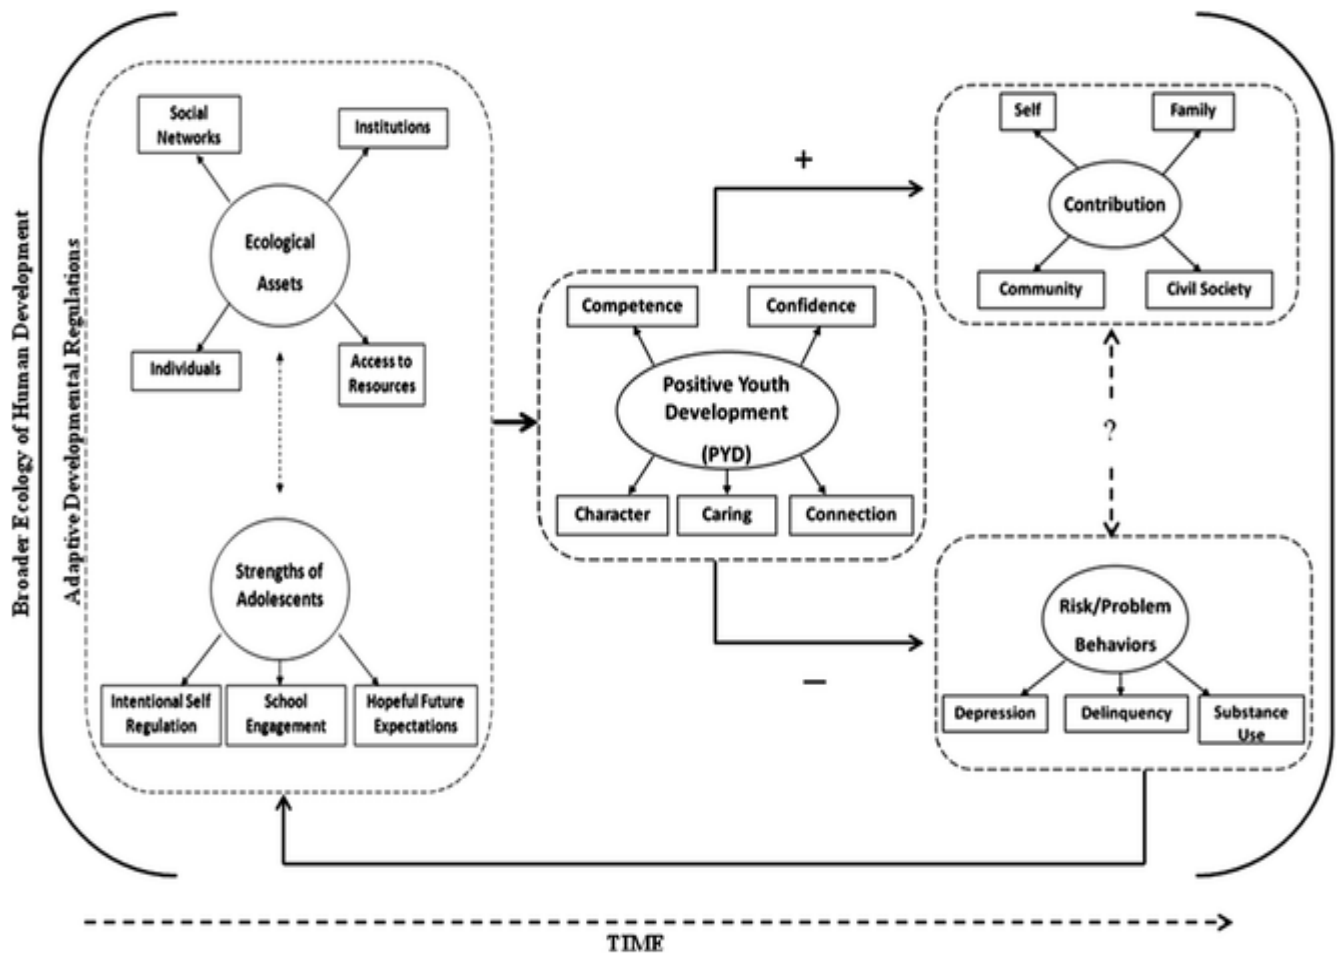 Broader Ecology of Human Development
Adaptive Developmental Regulations
Social
Networks
Institutions
Ecological
Assets
Individuals
Access to
Resources
Strengths of
Adolescents
Intentional Self
Regulation
School
Engagement
Hopeful Future
Expectations
Competence
Confidence
Positive Youth
Development
(PYD)
Character
Caring
Connection
+
–
Self
Family
Contribution
Community
Civil Society
?
Risk/Problem
Behaviors
Depression
Delinquency
Substance
Use
TIME